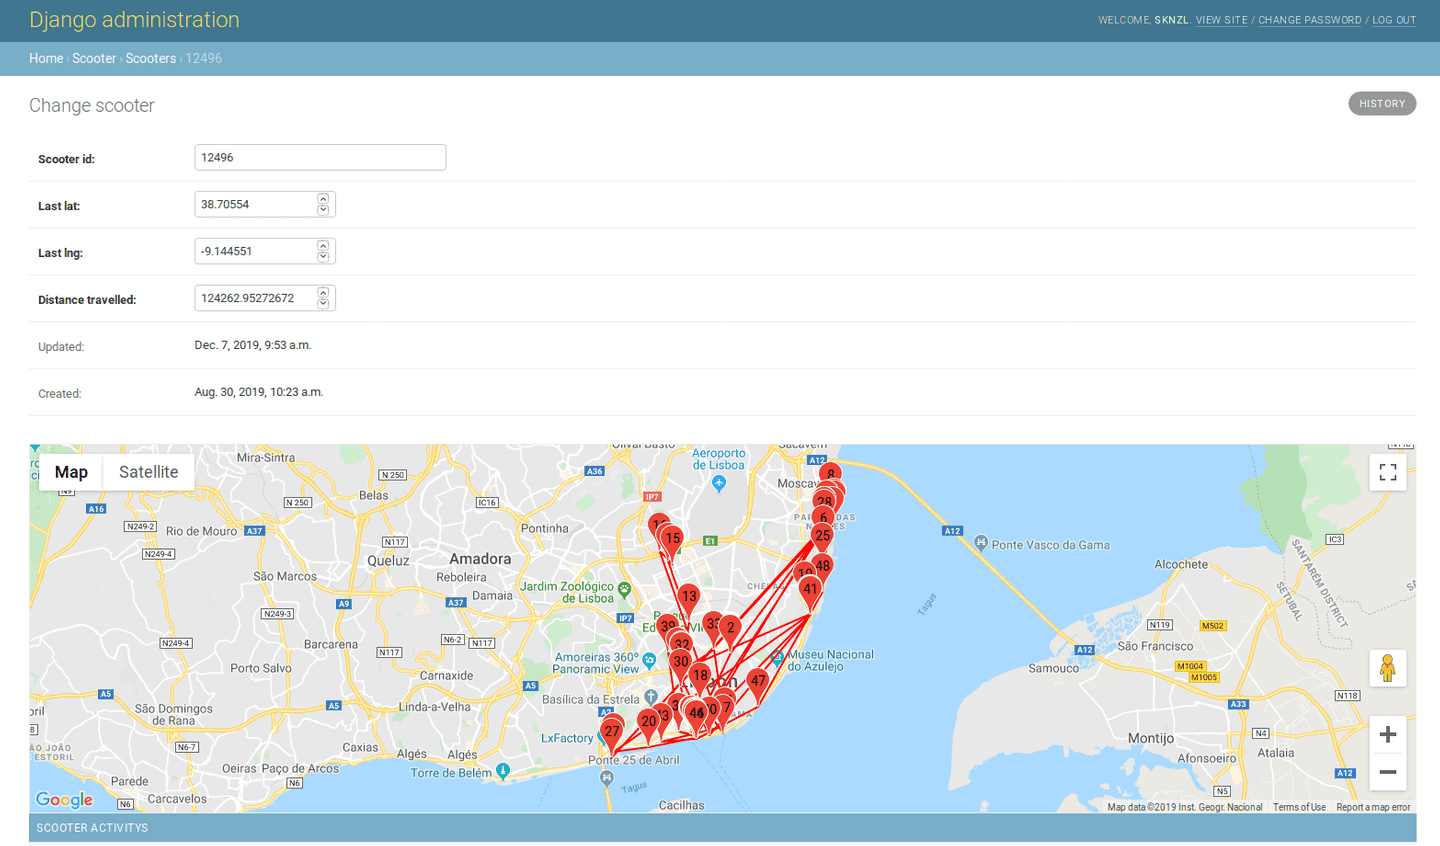 Django administration
WELCOME, SKNZL. VIEW SITE / CHANGE PASSWORD / LOG OUT
Home › Scooter › Scooters › 12496
Change scooter
HISTORY
Scooter id:
12496
Last lat:
38.70554
Last lng:
-9.144551
Distance travelled:
124262.95272672
Updated:
Dec. 7, 2019, 9:53 a.m.
Created:
Aug. 30, 2019, 10:23 a.m.
Map
Satellite
Mira-Sintra
Olival Basto
Sacavém
Aeroporto
de Lisboa
A12
8
Moscav
A36
N 250
IC16
IP7
Belas
N9
N 250
A16
28
N249-2
Rio de Mouro
A37
Pontinha
6
15
E1
25
A12
Ponte Vasco da Gama
IC3
N249-4
N117
Queluz
Amadora
Reboleira
Damaia
São Marcos
A9
A37
Jardim Zoológico
de Lisboa
48
10
41
Alcochete
SANTARÉM DISTRICT
SETÚBAL
Tagus
13
N249-3
IP7
39
33
2
N119
M502
Barcarena
N249-4
N6-2
N117
N117
32
São Francisco
A12
Amoreiras 360°
Panoramic View
30
Museu Nacional
do Azulejo
Samouco
M1004
M1005
Porto Salvo
Carnaxide
18
47
A5
Basílica da Estrela
N118
A5
A5
São Domingos
de Rana
Linda-a-Velha
A2
20
44
7
A33
27
LxFactory
N6-7
Caxias
Algés
Algés
Ponte 25 de Abril
Montijo
N4
Atalaia
Afonsoeiro
Oeiras
Paço de Arcos
Torre de Belém
A12
Parede
N6
Tagus
N5
Google
N6
Carcavelos
Cacilhas
Map data ©2019 Inst. Geogr. Nacional
Terms of Use
Report a map error
SCOOTER ACTIVITYS